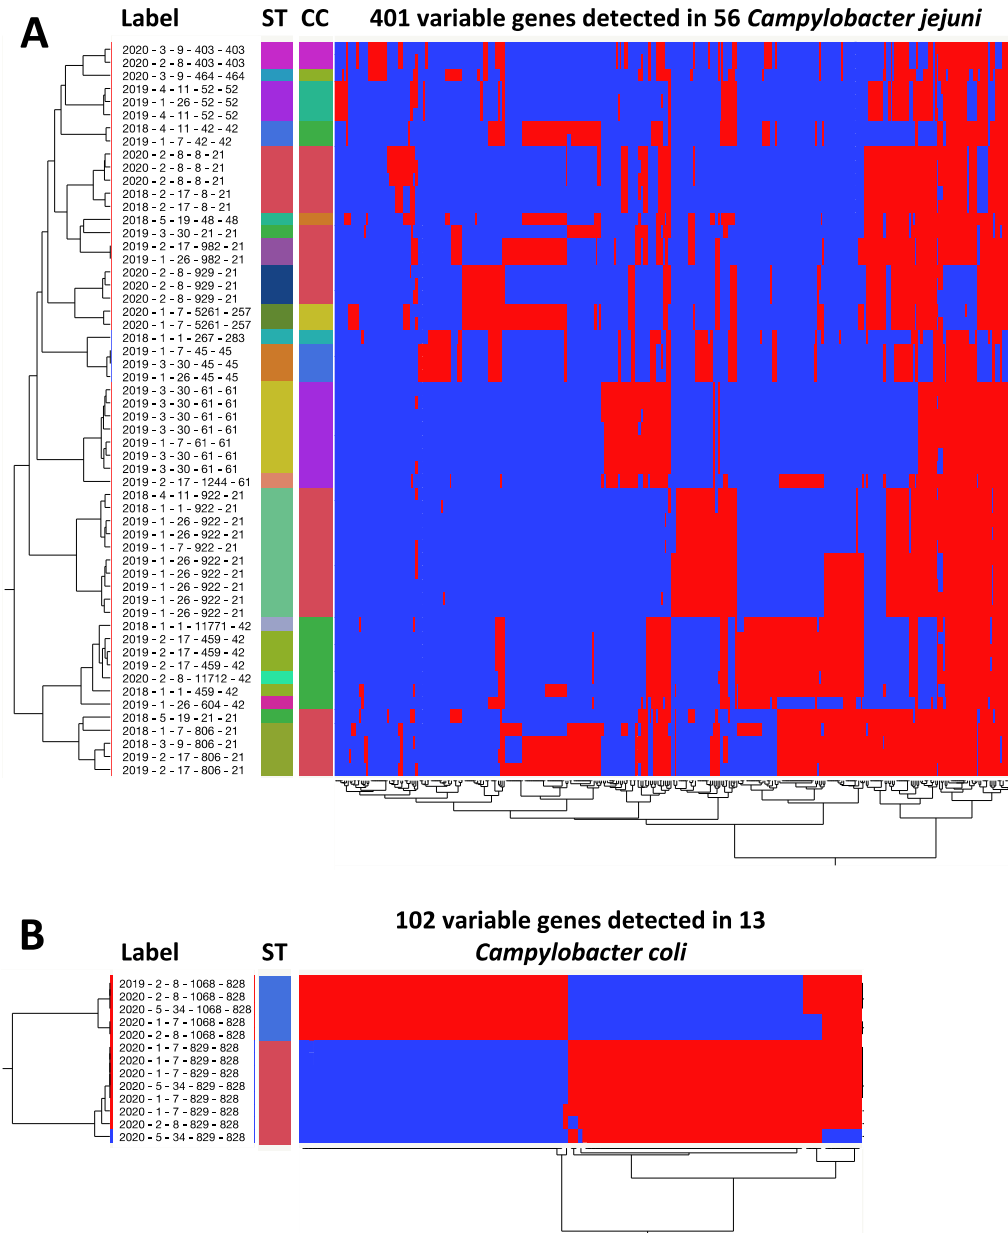 A
Label ST CC 401 variable genes detected in 56 Campylobacter jejuni
2020 - 3 - 9 - 403 - 403
2020 - 2 - 8 - 403 - 403
2020 - 3 - 9 - 464 - 464
2019 - 4 - 11 - 52 - 52
2019 - 1 - 26 - 52 - 52
2019 - 4 - 11 - 52 - 52
2018 - 4 - 11 - 42 - 42
2019 - 1 - 7 - 42 - 42
2020 - 2 - 8 - 8 - 21
2020 - 2 - 8 - 8 - 21
2020 - 2 - 8 - 8 - 21
2018 - 2 - 17 - 8 - 21
2018 - 2 - 17 - 8 - 21
2018 - 5 - 19 - 48 - 48
2019 - 3 - 30 - 21 - 21
2019 - 2 - 17 - 982 - 21
2019 - 1 - 26 - 982 - 21
2020 - 2 - 8 - 929 - 21
2020 - 2 - 8 - 929 - 21
2020 - 2 - 8 - 929 - 21
2020 - 1 - 7 - 5261 - 257
2020 - 1 - 7 - 5261 - 257
2018 - 1 - 1 - 267 - 283
2019 - 1 - 7 - 45 - 45
2019 - 3 - 30 - 45 - 45
2019 - 1 - 26 - 45 - 45
2019 - 3 - 30 - 61 - 61
2019 - 3 - 30 - 61 - 61
2019 - 3 - 30 - 61 - 61
2019 - 3 - 30 - 61 - 61
2019 - 1 - 7 - 61 - 61
2019 - 3 - 30 - 61 - 61
2019 - 3 - 30 - 61 - 61
2019 - 2 - 17 - 1244 - 61
2018 - 4 - 11 - 922 - 21
2018 - 1 - 1 - 922 - 21
2019 - 1 - 26 - 922 - 21
2019 - 1 - 26 - 922 - 21
2019 - 1 - 7 - 922 - 21
2019 - 1 - 26 - 922 - 21
2019 - 1 - 26 - 922 - 21
2019 - 1 - 26 - 922 - 21
2019 - 1 - 26 - 922 - 21
2019 - 1 - 26 - 922 - 21
2018 - 1 - 1 - 11771 - 42
2019 - 2 - 17 - 459 - 42
2019 - 2 - 17 - 459 - 42
2019 - 2 - 17 - 459 - 42
2020 - 2 - 8 - 11712 - 42
2018 - 1 - 1 - 459 - 42
2019 - 1 - 26 - 604 - 42
2018 - 5 - 19 - 21 - 21
2018 - 1 - 7 - 806 - 21
2018 - 3 - 9 - 806 - 21
2019 - 2 - 17 - 806 - 21
2019 - 2 - 17 - 806 - 21
B
102 variable genes detected in 13
Label ST Campylobacter coli
2019 - 2 - 8 - 1068 - 828
2020 - 2 - 8 - 1068 - 828
2020 - 5 - 34 - 1068 - 828
2020 - 1 - 7 - 1068 - 828
2020 - 2 - 8 - 1068 - 828
2020 - 1 - 7 - 829 - 828
2020 - 1 - 7 - 829 - 828
2020 - 1 - 7 - 829 - 828
2020 - 5 - 34 - 829 - 828
2020 - 1 - 7 - 829 - 828
2020 - 1 - 7 - 829 - 828
2020 - 2 - 8 - 829 - 828
2020 - 5 - 34 - 829 - 828